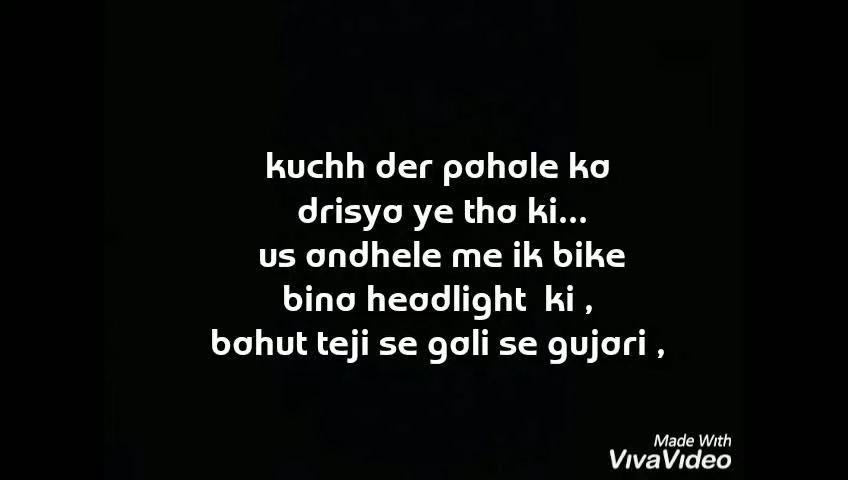 kuchh der pahale ka
drisya ye tha ki...
us andhele me ik bike
bina headlight ki ,
bahut teji se gali se gujari ,
Made With
VivaVideo